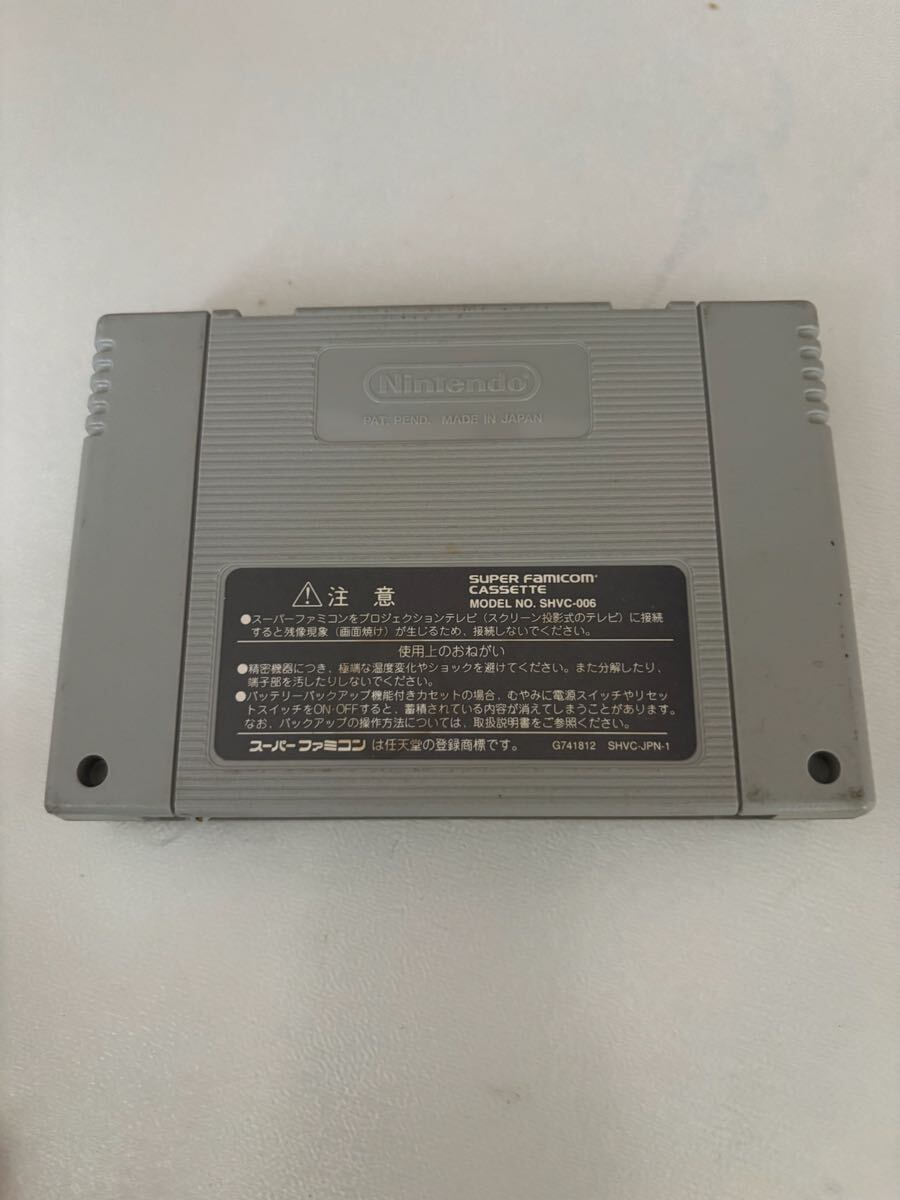 Nintendo
PAT. PEND. MADE IN JAPAN
⚠注意
SUPER FAMICOM
CASSETTE
MODEL NO. SHVC-006
●スーパーファミコンをプロジェクションテレビ(スクリーン投影式のテレビ)に接続
すると残像現象(画面焼け)が生じるため、接続しないでください。
使用上のおねがい
●精密機器につき、極端な温度変化やショックを避けてください。また分解したり、
端子部を汚したりしないでください。
●バッテリーバックアップ機能付きカセットの場合、むやみに電源スイッチやリセッ
トスイッチをON-OFFすると、蓄積されている内容が消えてしまうことがあります。
なお、バックアップの操作方法については、取扱説明書をご参照ください。
スーパーファミコンは任天堂の登録商標です。 G741812 SHVC-JPN-1